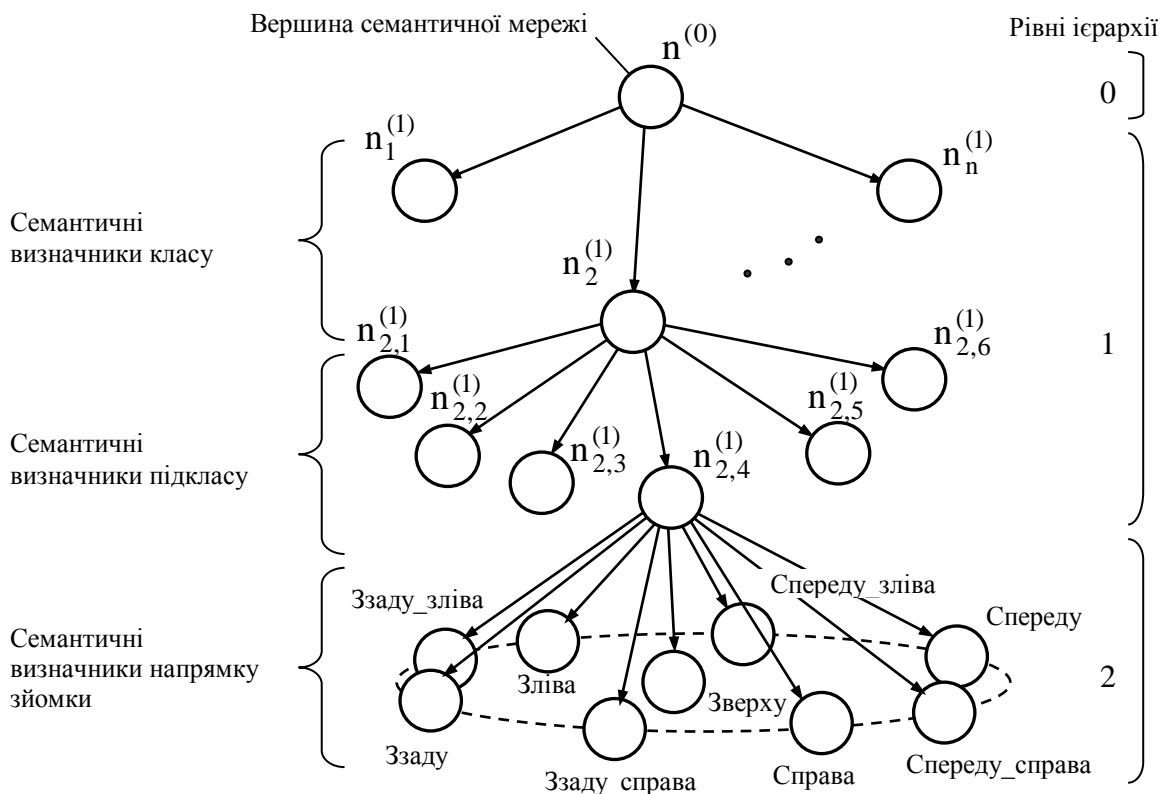 Вершина семантичної мережі
Рівні ієрархії
n(0)
0
n1(1)
nn(1)
Семантичні
визначники класу
n2(1)
n2,1(1)
n2,6(1)
1
n2,2(1)
n2,5(1)
Семантичні
визначники підкласу
n2,3(1)
n2,4(1)
Ззаду_зліва
Спереду_зліва
Спереду
Семантичні
визначники напрямку
зйомки
Зліва
Зверху
2
Ззаду
Ззаду_справа
Справа
Спереду_справа